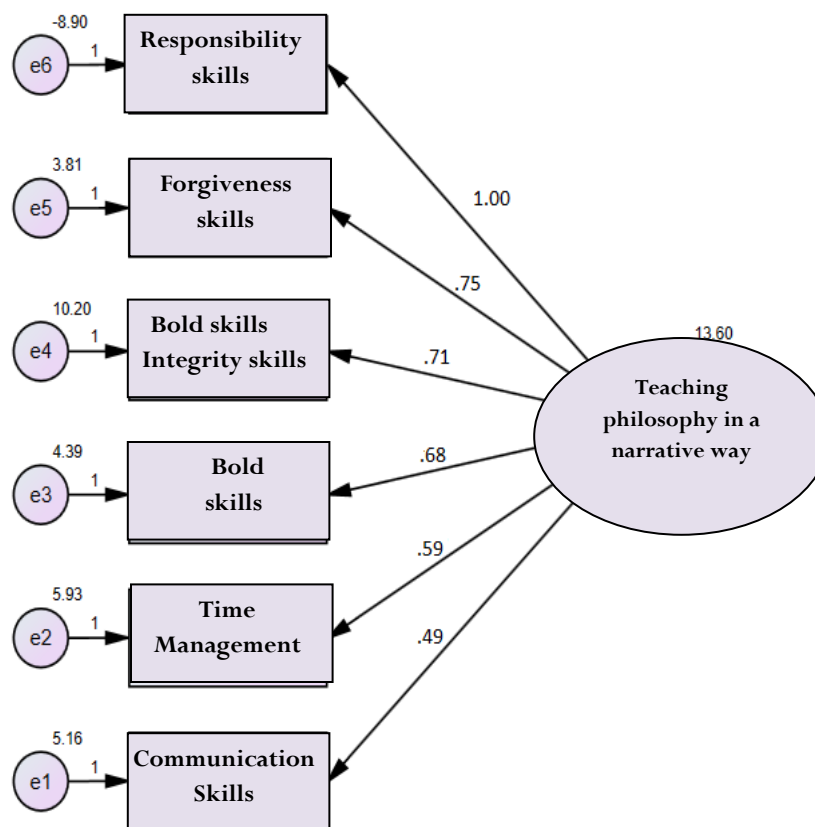 -8.90
e6
1
Responsibility
skills
3.81
e5
1
Forgiveness
skills
10.20
e4
1
Bold skills
Integrity skills
4.39
e3
1
Bold
skills
5.93
e2
1
Time
Management
5.16
e1
1
Communication
Skills
1.00
.75
.71
.68
.59
.49
13.60
Teaching
philosophy in a
narrative way